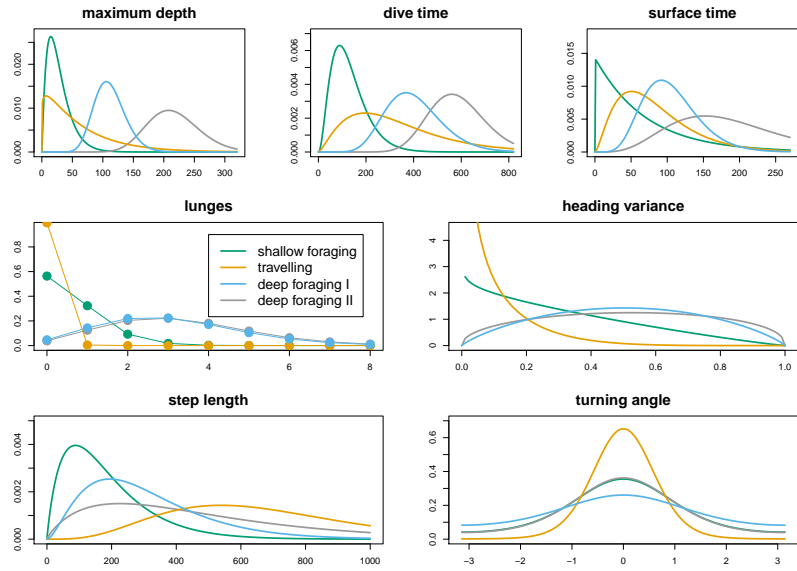 maximum depth
0.000 0.010 0.020
0 50 100 150 200 250 300
dive time
0.000 0.002 0.004 0.006
0 200 400 600 800
surface time
0.000 0.005 0.010 0.015
0 50 100 150 200 250
lunges
0.0 0.2 0.4 0.6 0.8
0 2 4 6 8
shallow foraging
travelling
deep foraging I
deep foraging II
heading variance
0 1 2 3 4
0.0 0.2 0.4 0.6 0.8 1.0
step length
0.000 0.002 0.004
0 200 400 600 800 1000
turning angle
0.0 0.2 0.4 0.6
−3 −2 −1 0 1 2 3